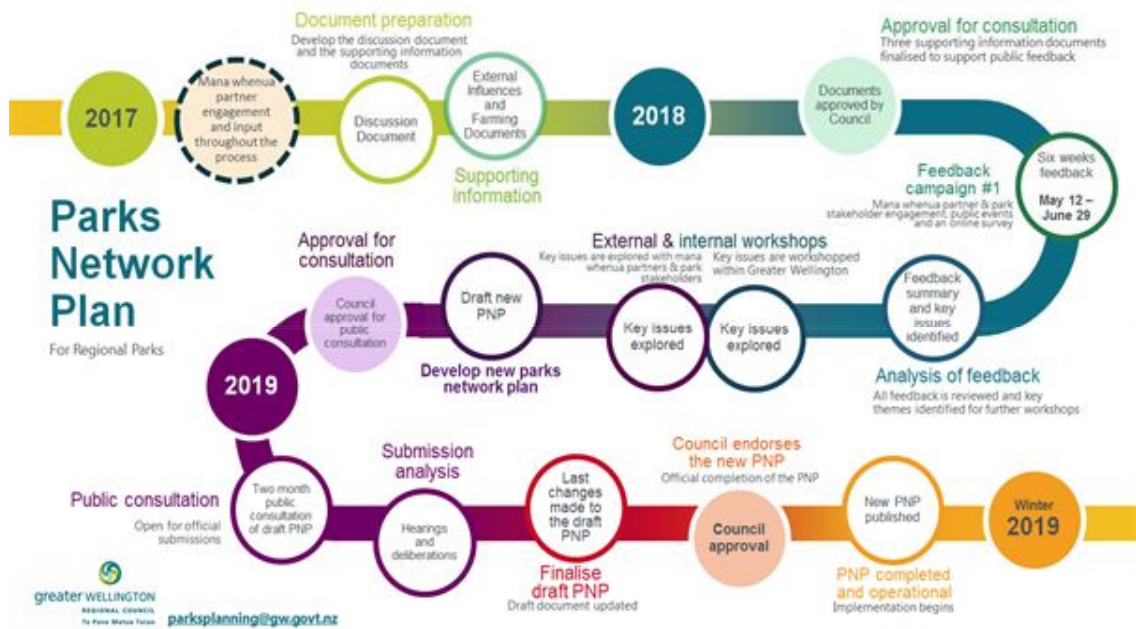 Document preparation
Develop the discussion document
and the supporting information
documents
Approval for consultation
Three supporting information documents
finalised to support public feedback
2017
Mana whenua
partner
engagement
and input
throughout the
process
Discussion
Document
External
Influences
and
Farming
Documents
Supporting
information
2018
Documents
approved by
Council
Six weeks
feedback
May 12 –
June 29
Feedback
campaign #1
Mana whenua partner & park
stakeholder engagement, public events
and an online survey
Parks
Network
Plan
For Regional Parks
Approval for
consultation
Council
approval for
public
consultation
Draft new
PNP
Develop new parks
network plan
External & internal workshops
Key issues are explored with mana
whenua partners & park
stakeholders
Key issues are workshopped
within Greater Wellington
Key issues
explored
Key issues
explored
Feedback
summary
and key
issues
identified
Analysis of feedback
All feedback is reviewed and key
themes identified for further workshops
2019
Public consultation
Open for official
submissions
Two month
public
consultation
of draft PNP
Submission
analysis
Hearings
and
deliberations
Last
changes
made to
the draft
PNP
Finalise
draft PNP
Draft document updated
Council endorses
the new PNP
Official completion of the PNP
Council
approval
New PNP
published
PNP completed
and operational
Implementation begins
Winter
2019
greater WELLINGTON
REGIONAL COUNCIL
Te Pane Matua Taiao
parksplanning@gw.govt.nz